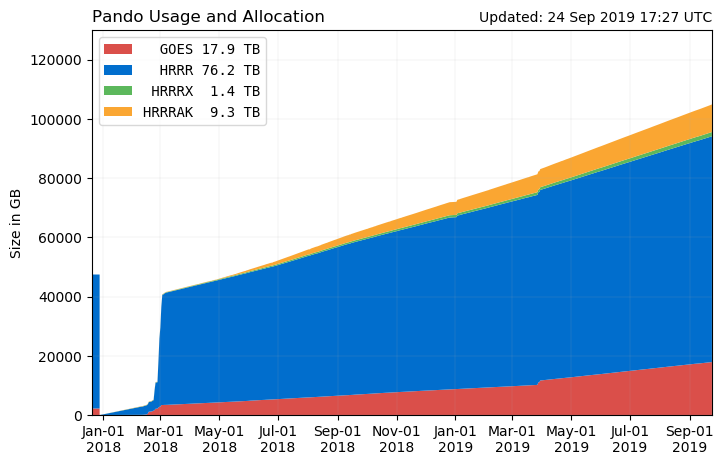 Pando Usage and Allocation
Updated: 24 Sep 2019 17:27 UTC
GOES 17.9 TB
HRRR 76.2 TB
HRRRX 1.4 TB
HRRRAK 9.3 TB
Size in GB
120000
100000
80000
60000
40000
20000
0
Jan-01 Mar-01 May-01 Jul-01 Sep-01 Nov-01 Jan-01 Mar-01 May-01 Jul-01 Sep-01
2018 2018 2018 2018 2018 2018 2019 2019 2019 2019 2019